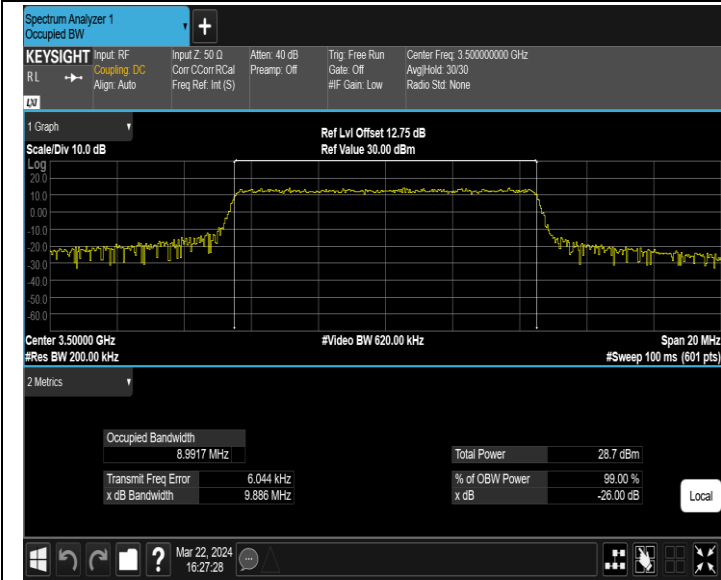 Spectrum Analyzer 1
Occupied BW
+
KEYSIGHT Input: RF Input Z: 50 Ω Atten: 40 dB Trig: Free Run Center Freq: 3.500000000 GHz
R L Coupling: DC Corr CCorr RCal Preamp: Off Gate: Off Avg|Hold: 30/30
Align: Auto Freq Ref: Int (S) #IF Gain: Low Radio Std: None
LXI
1 Graph
Ref Lvl Offset 12.75 dB
Scale/Div 10.0 dB Ref Value 30.00 dBm
Log
20.0
10.0
0.00
-10.0
-20.0
-30.0
-40.0
-50.0
-60.0
Center 3.50000 GHz #Video BW 620.00 kHz Span 20 MHz
#Res BW 200.00 kHz #Sweep 100 ms (601 pts)
2 Metrics
Occupied Bandwidth
8.9917 MHz Total Power 28.7 dBm
Transmit Freq Error 6.044 kHz % of OBW Power 99.00 %
x dB Bandwidth 9.886 MHz x dB -26.00 dB
Local
? Mar 22, 2024
16:27:28